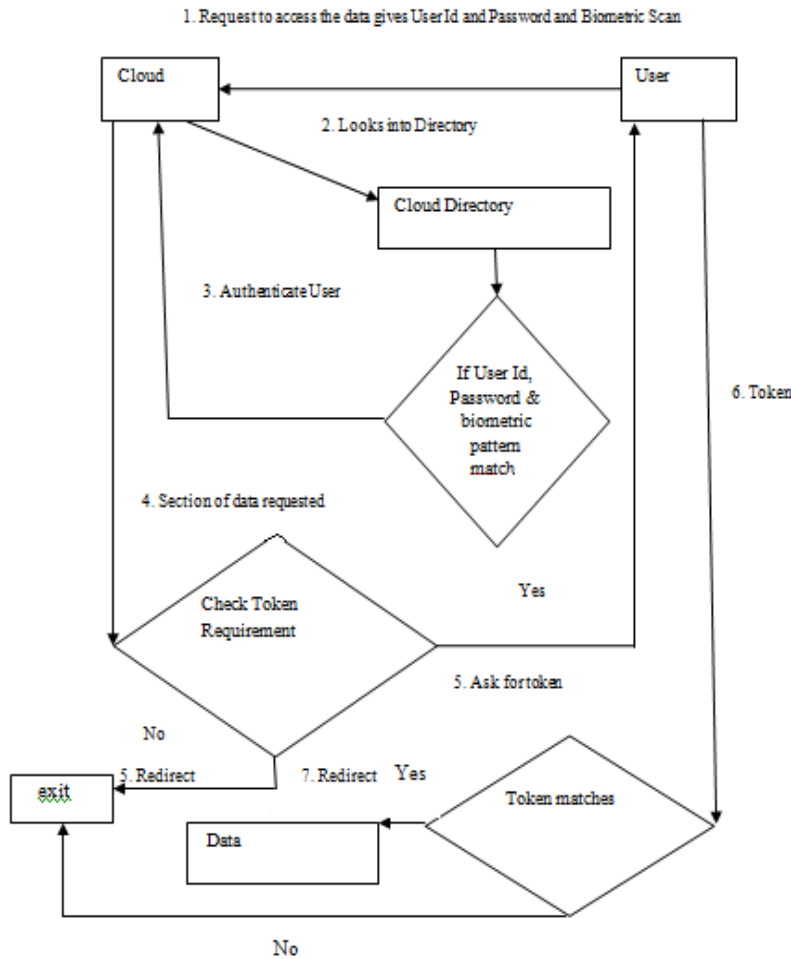 1. Request to access the data gives User Id and Password and Biometric Scan
Cloud
User
2. Looks into Directory
Cloud Directory
3. Authenticate User
If User Id,
Password &
biometric
pattern
match
6. Token
4. Section of data requested
Yes
Check Token
Requirement
5. Ask for token
No
5. Redirect
7. Redirect
Yes
exit
Token matches
Data
No